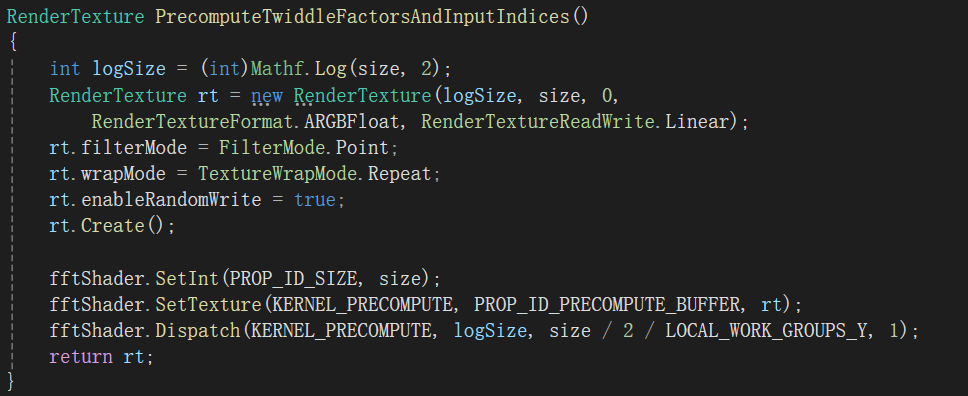 RenderTexture PrecomputeTwiddleFactorsAndInputIndices()
{
int logSize = (int)Mathf.Log(size, 2);
RenderTexture rt = new RenderTexture(logSize, size, 0,
RenderTextureFormat.ARGBFloat, RenderTextureReadWrite.Linear);
rt.filterMode = FilterMode.Point;
rt.wrapMode = TextureWrapMode.Repeat;
rt.enableRandomWrite = true;
rt.Create();
fftShader.SetInt(PROP_ID_SIZE, size);
fftShader.SetTexture(KERNEL_PRECOMPUTE, PROP_ID_PRECOMPUTE_BUFFER, rt);
fftShader.Dispatch(KERNEL_PRECOMPUTE, logSize, size / 2 / LOCAL_WORK_GROUPS_Y, 1);
return rt;
}